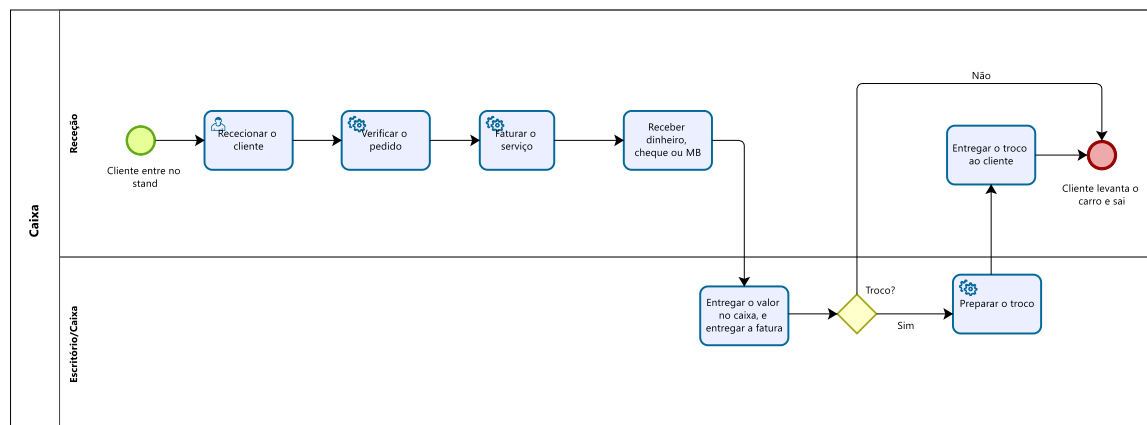 Caixa
Receção
Cliente entre no
stand
Rececionar o
cliente
Verificar o
pedido
Faturar o
serviço
Receber
dinheiro,
cheque ou MB
Não
Entregar o troco
ao cliente
Cliente levanta o
carro e sai
Escritório/Caixa
Entregar o valor
no caixa, e
entregar a fatura
Troco?
Sim
Preparar o troco